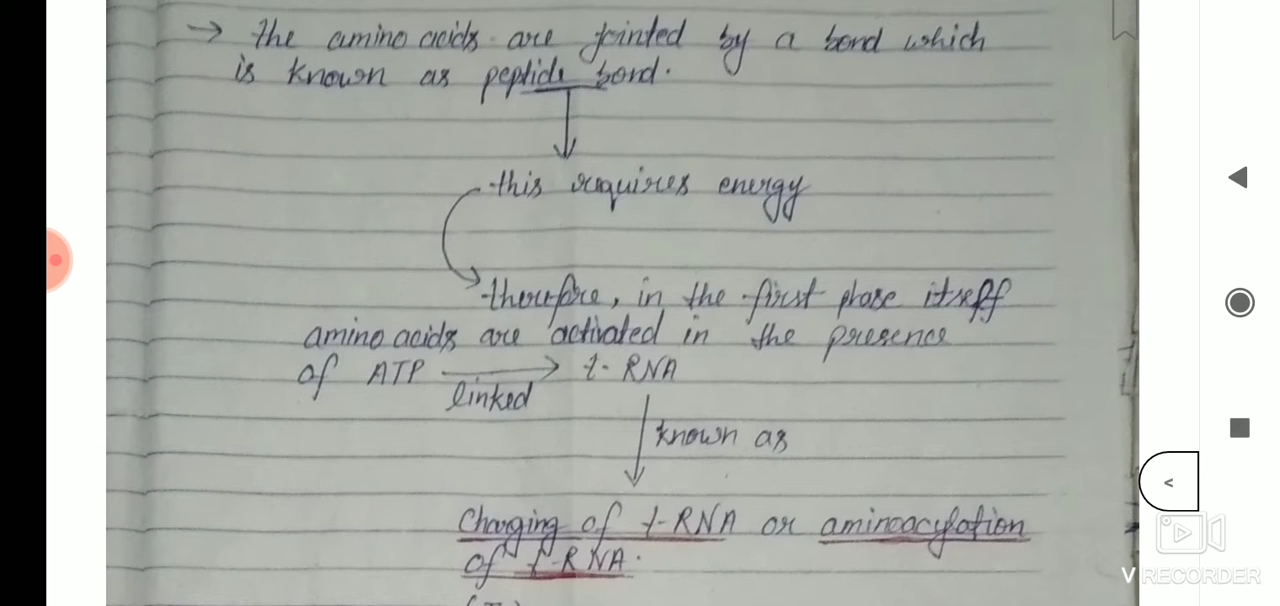 → the amino acids are jointed by a bond which
is known as peptide bond.
this requires energy
therefore, in the first phase itself
amino acids are activated in the presence
of ATP linked → t-RNA
known as
Charging of t-RNA or aminoacylation
of t-RNA.
<
V RECORDER